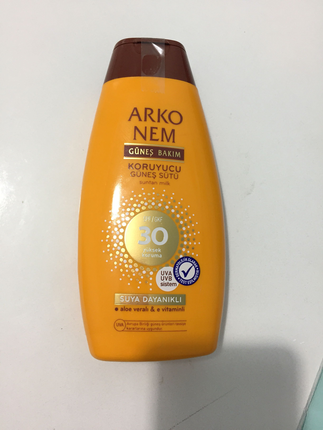 ARKO
NEM
GÜNEŞ BAKIM
KORUYUCU
GÜNEŞ SÜTÜ
suntan milk
30
yüksek
koruma
UVA
UVB
sistem
SUYA DAYANIKLI
aloe veralı & e vitaminli
UVA